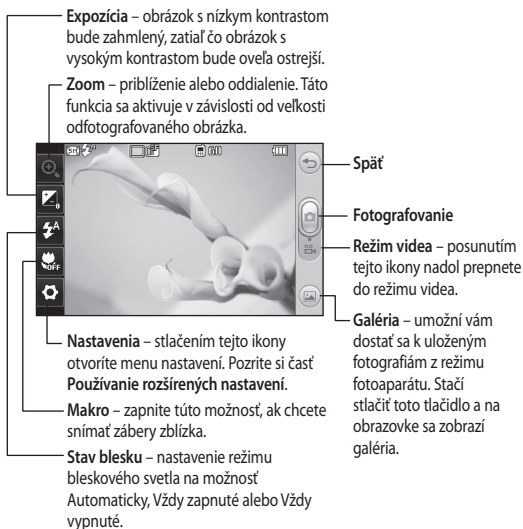 Expozícia – obrázok s nízkym kontrastom
bude zahmlený, zatiaľ čo obrázok s
vysokým kontrastom bude oveľa ostrejší.
Zoom – priblíženie alebo oddialenie. Táto
funkcia sa aktivuje v závislosti od veľkosti
odfotografovaného obrázka.
Späť
Fotografovanie
Režim videa – posunutím
tejto ikony nadol prepnete
do režimu videa.
Galéria – umožní vám
dostať sa k uloženým
fotografiám z režimu
fotoaparátu. Stačí
stlačiť toto tlačidlo a na
obrazovke sa zobrazí
galéria.
Nastavenia – stlačením tejto ikony
otvoríte menu nastavení. Pozrite si časť
Používanie rozšírených nastavení.
Makro – zapnite túto možnosť, ak chcete
snímať zábery zblízka.
Stav blesku – nastavenie režimu
bleskového svetla na možnosť
Automaticky, Vždy zapnuté alebo Vždy
vypnuté.
5M
A
OFF